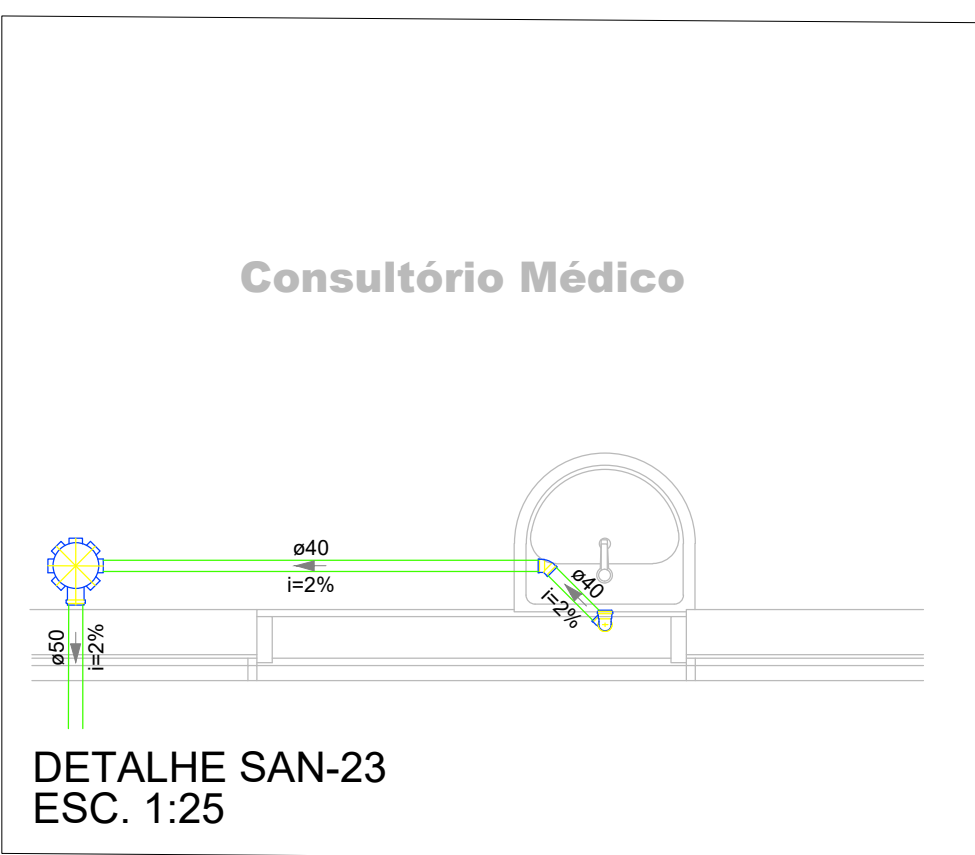 Consultório Médico
ø40
i=2%
ø40
i=2%
ø50
i=2%
DETALHE SAN-23
ESC. 1:25